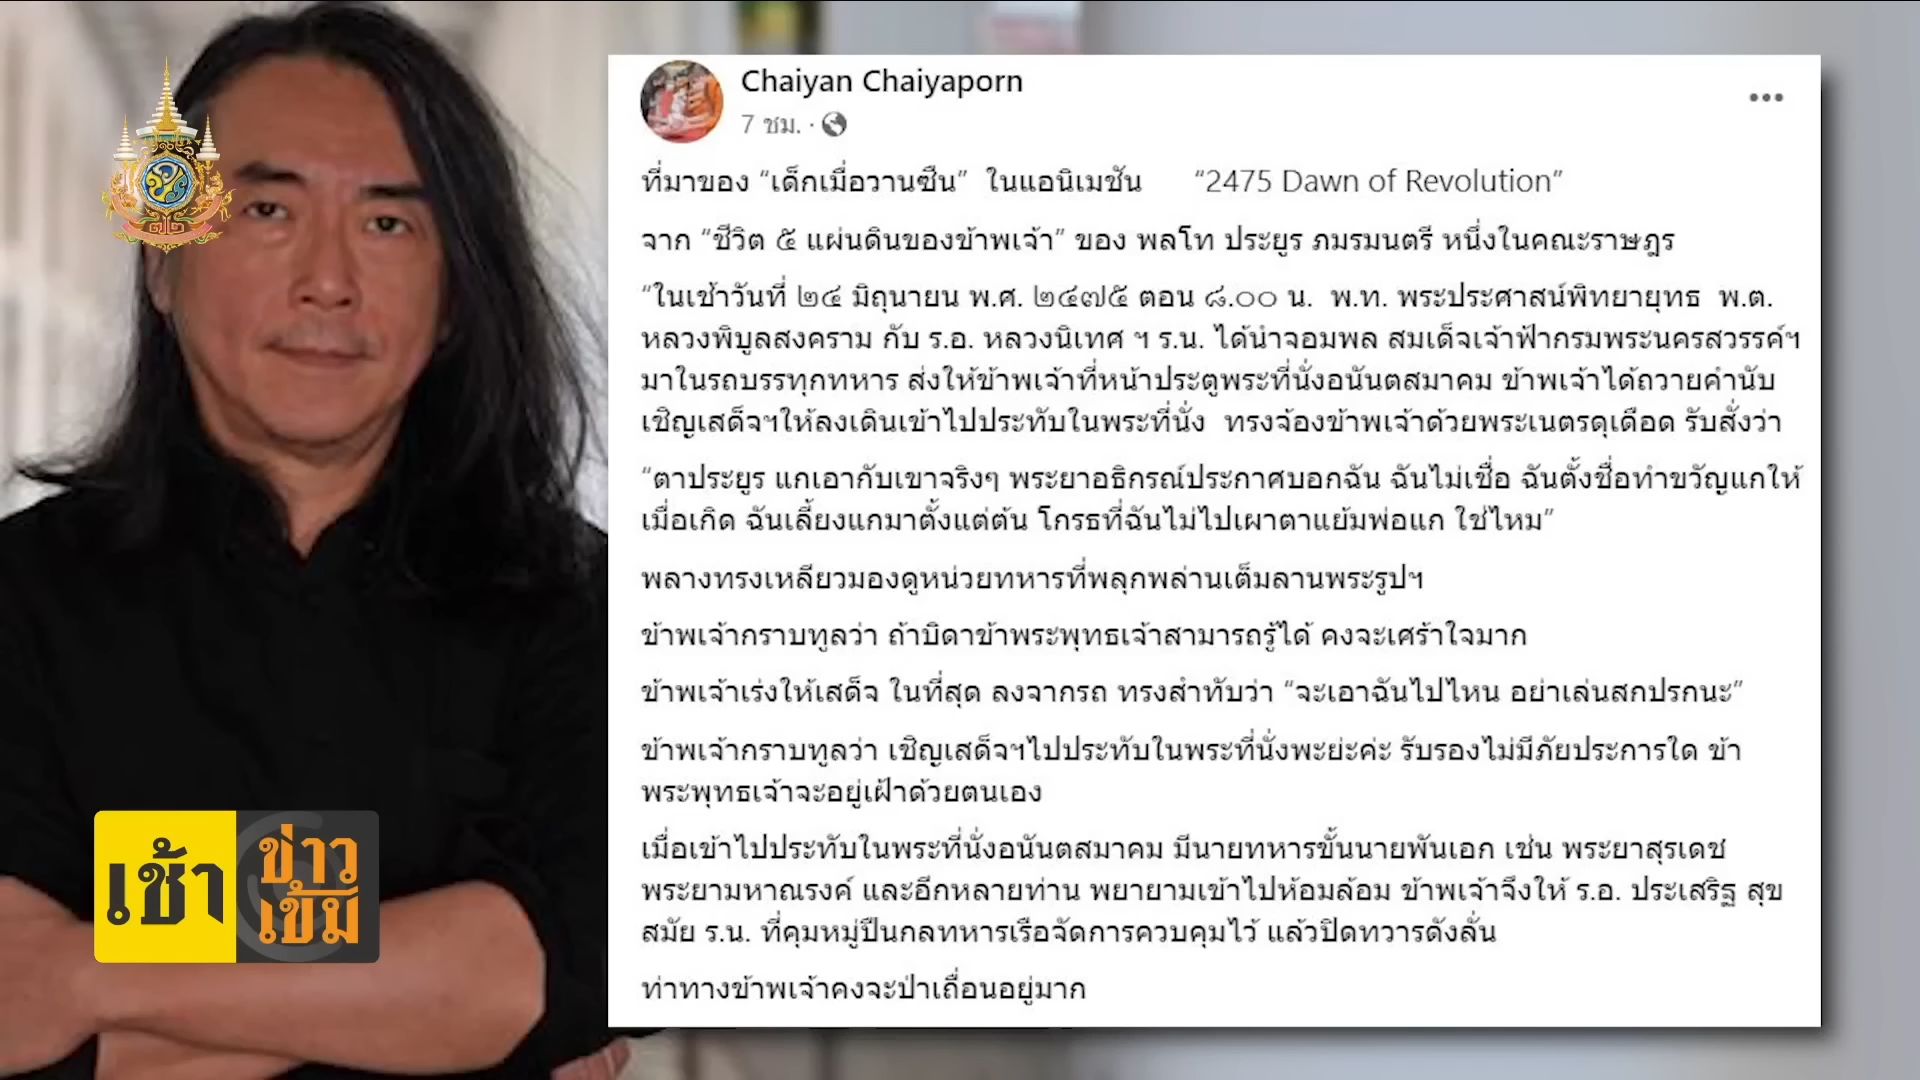 Chaiyan Chaiyaporn
7 ชม.
ที่มาของ “เด็กเมื่อวานซืน” ในแอนิเมชัน “2475 Dawn of Revolution”
จาก “ชีวิต ๕ แผ่นดินของข้าพเจ้า” ของ พลโท ประยูร ภมรมนตรี หนึ่งในคณะราษฎร
“ในเช้าวันที่ ๒๔ มิถุนายน พ.ศ. ๒๔๗๕ ตอน ๘.๐๐ น. พ.ท. พระประศาสน์พิทยายุทธ พ.ต.
หลวงพิบูลสงคราม กับ ร.อ. หลวงนิเทศ ฯ ร.น. ได้นำจอมพล สมเด็จเจ้าฟ้ากรมพระนครสวรรค์ฯ
มาในรถบรรทุกทหาร ส่งให้ข้าพเจ้าที่หน้าประตูพระที่นั่งอนันตสมาคม ข้าพเจ้าได้ถวายคำนับ
เชิญเสด็จฯให้ลงเดินเข้าไปประทับในพระที่นั่ง ทรงจ้องข้าพเจ้าด้วยพระเนตรดุเดือด รับสั่งว่า
“ตาประยูร แกเอากับเขาจริงๆ พระยาอธิกรณ์ประกาศบอกฉัน ฉันไม่เชื่อ ฉันตั้งชื่อทำขวัญแกให้
เมื่อเกิด ฉันเลี้ยงแกมาตั้งแต่ต้น โกรธที่ฉันไม่ไปเผาตาแย้มพ่อแก ใช่ไหม”
พลางทรงเหลียวมองดูหน่วยทหารที่พลุกพล่านเต็มลานพระรูปฯ
ข้าพเจ้ากราบทูลว่า ถ้าบิดาข้าพระพุทธเจ้าสามารถรู้ได้ คงจะเศร้าใจมาก
ข้าพเจ้าเร่งให้เสด็จ ในที่สุด ลงจากรถ ทรงสำทับว่า “จะเอาฉันไปไหน อย่าเล่นสกปรกนะ”
ข้าพเจ้ากราบทูลว่า เชิญเสด็จฯไปประทับในพระที่นั่งพะย่ะค่ะ รับรองไม่มีภัยประการใด ข้า
พระพุทธเจ้าจะอยู่เฝ้าด้วยตนเอง
เมื่อเข้าไปประทับในพระที่นั่งอนันตสมาคม มีนายทหารขั้นนายพันเอก เช่น พระยาสุรเดช
พระยามหาณรงค์ และอีกหลายท่าน พยายามเข้าไปห้อมล้อม ข้าพเจ้าจึงให้ ร.อ. ประเสริฐ สุข
สมัย ร.น. ที่คุมหมู่ปืนกลทหารเรือจัดการควบคุมไว้ แล้วปิดทวารดังลั่น
ท่าทางข้าพเจ้าคงจะป่าเถื่อนอยู่มาก
เช้า
ข่าว
เข้ม
๗๒